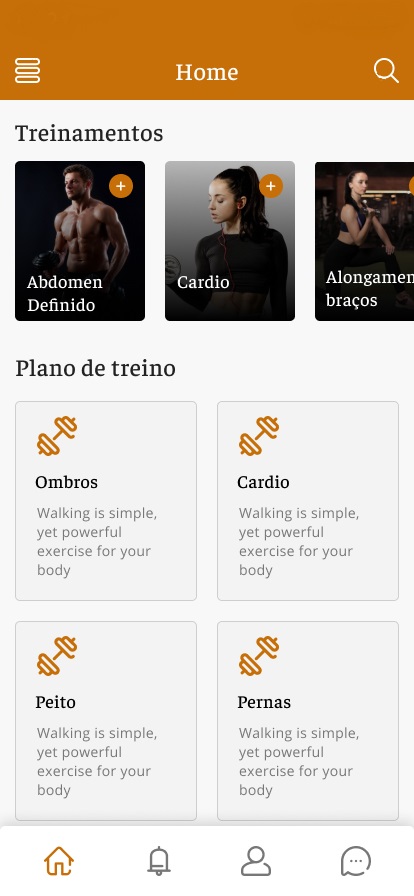 Home
Treinamentos
Abdomen
Definido
Cardio
Alongamen
braços
Plano de treino
Ombros
Walking is simple,
yet powerful
exercise for your
body
Cardio
Walking is simple,
yet powerful
exercise for your
body
Peito
Walking is simple,
yet powerful
exercise for your
body
Pernas
Walking is simple,
yet powerful
exercise for your
body